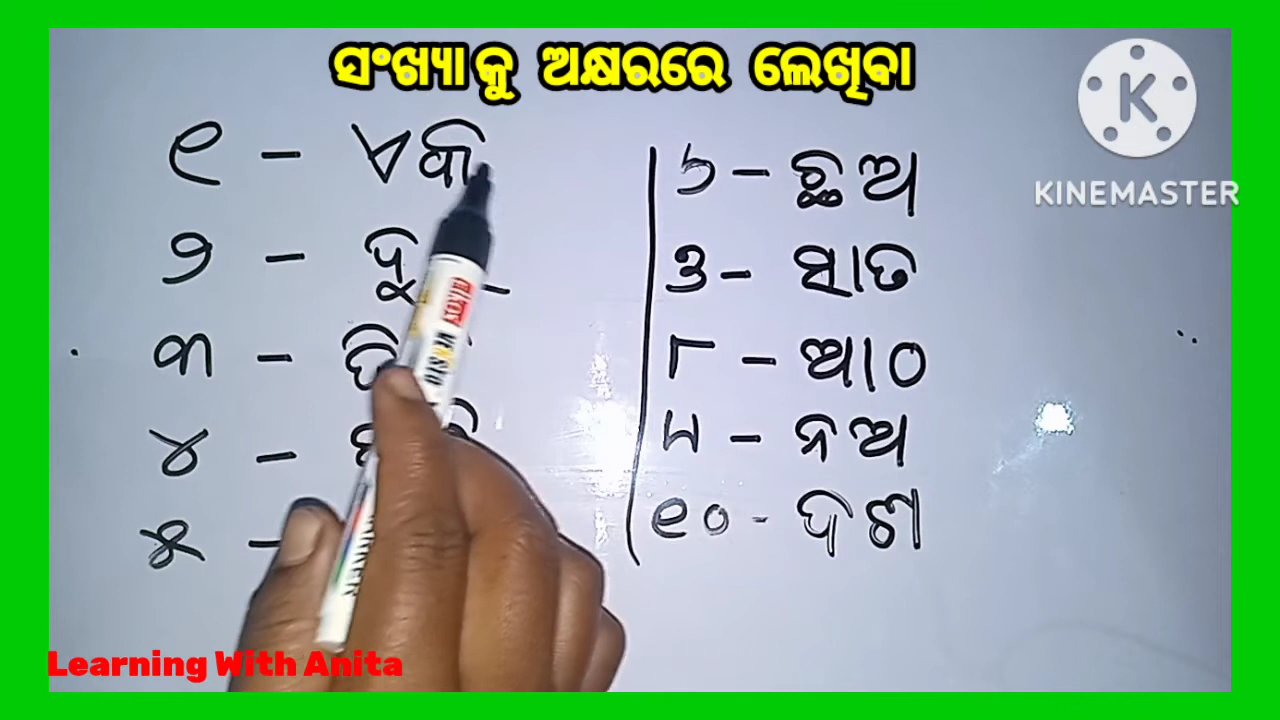 ସଂଖ୍ୟାକୁ ଅକ୍ଷରରେ ଲେଖିବା
KINEMASTER
୧ - ଏକ
୨ -
୩ -
୪ -
୫ -
୬ - ଛଅ
୭ - ସାତ
୮ - ଆଠ
୯ - ନଅ
୧୦ - ଦଶ
Learning With Anita